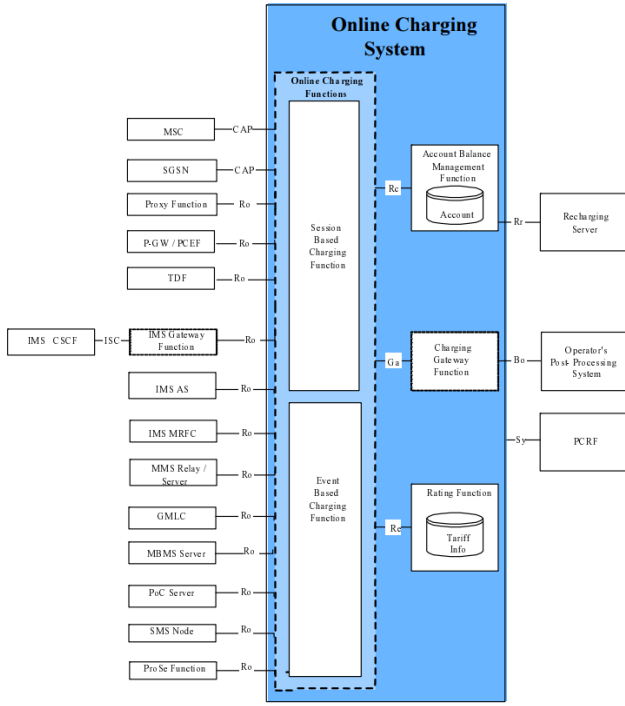 Online Charging
System
Online Charging
Functions
MSC
CAP
SGSN
CAP
Proxy Function
Ro
P-GW / PCEF
Ro
TDF
Ro
IMS CSCF
ISC
IMS Gateway
Function
Ro
IMS AS
Ro
IMS MRFC
Ro
MMS Relay /
Server
Ro
GMLC
Ro
MBMS Server
Ro
PoC Server
Ro
SMS Node
Ro
ProSe Function
Ro
Session
Based
Charging
Function
Event
Based
Charging
Function
Rc
Account Balance
Management
Function
Account
Rr
Recharging
Server
Ga
Charging
Gateway
Function
Bo
Operator's
Post- Processing
System
Sy
PCRF
Re
Rating Function
Tariff
Info